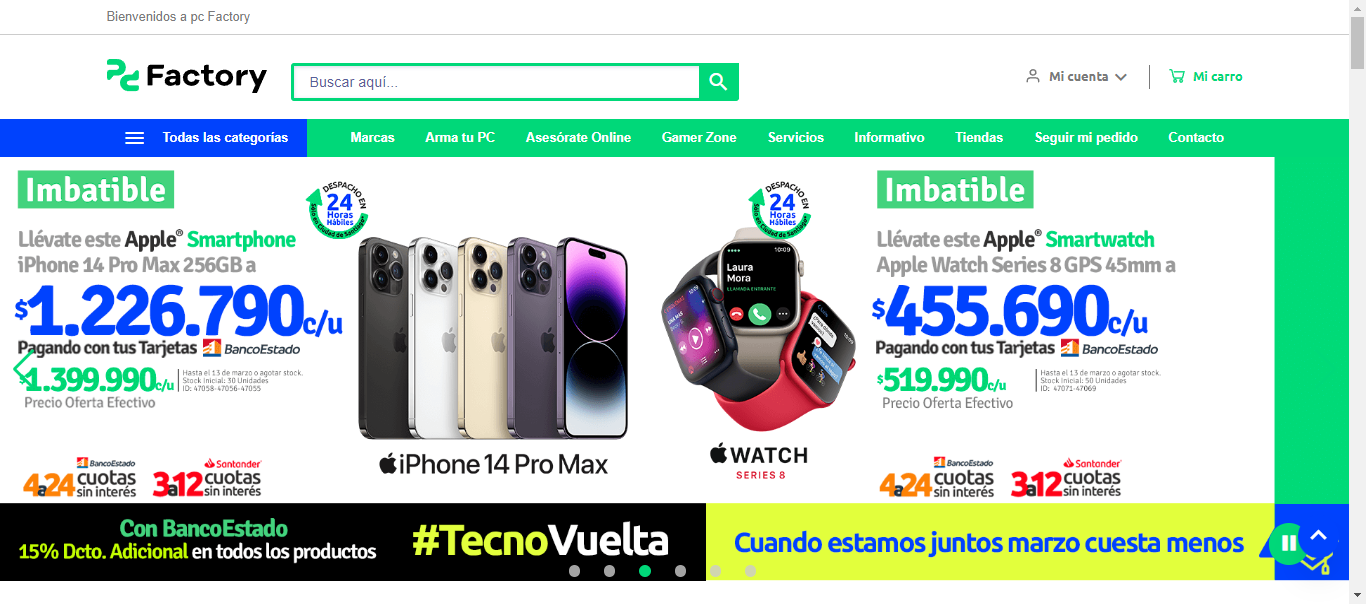 Bienvenidos a pc Factory
Factory
Buscar aquí...
Mi cuenta
Mi carro
Todas las categorías
Marcas
Arma tu PC
Asesórate Online
Gamer Zone
Servicios
Informativo
Tiendas
Seguir mi pedido
Contacto
Imbatible
Llévate este Apple® Smartphone
iPhone 14 Pro Max 256GB a
$1.226.790c/u
Pagando con tus Tarjetas BancoEstado
$1.399.990c/u
Hasta el 13 de marzo o agotar stock.
Stock Inicial: 30 Unidades
ID: 47058-47056-47055
Precio Oferta Efectivo
BancoEstado
4a24 cuotas
sin interés
Santander
3a12 cuotas
sin interés
DESPACHO EN
24
Horas
Hábiles
Sólo en Ciudad de Santiago*
iPhone 14 Pro Max
DESPACHO EN
24
Horas
Hábiles
Sólo en Ciudad de Santiago*
10:09
Laura
Mora
LLAMADA ENTRANTE
WATCH
SERIES 8
Imbatible
Llévate este Apple® Smartwatch
Apple Watch Series 8 GPS 45mm a
$455.690c/u
Pagando con tus Tarjetas BancoEstado
$519.990c/u
Hasta el 13 de marzo o agotar stock.
Stock Inicial: 50 Unidades
ID: 47071-47069
Precio Oferta Efectivo
BancoEstado
4a24 cuotas
sin interés
Santander
3a12 cuotas
sin interés
Con BancoEstado
15% Dcto. Adicional en todos los productos
#TecnoVuelta
Cuando estamos juntos marzo cuesta menos